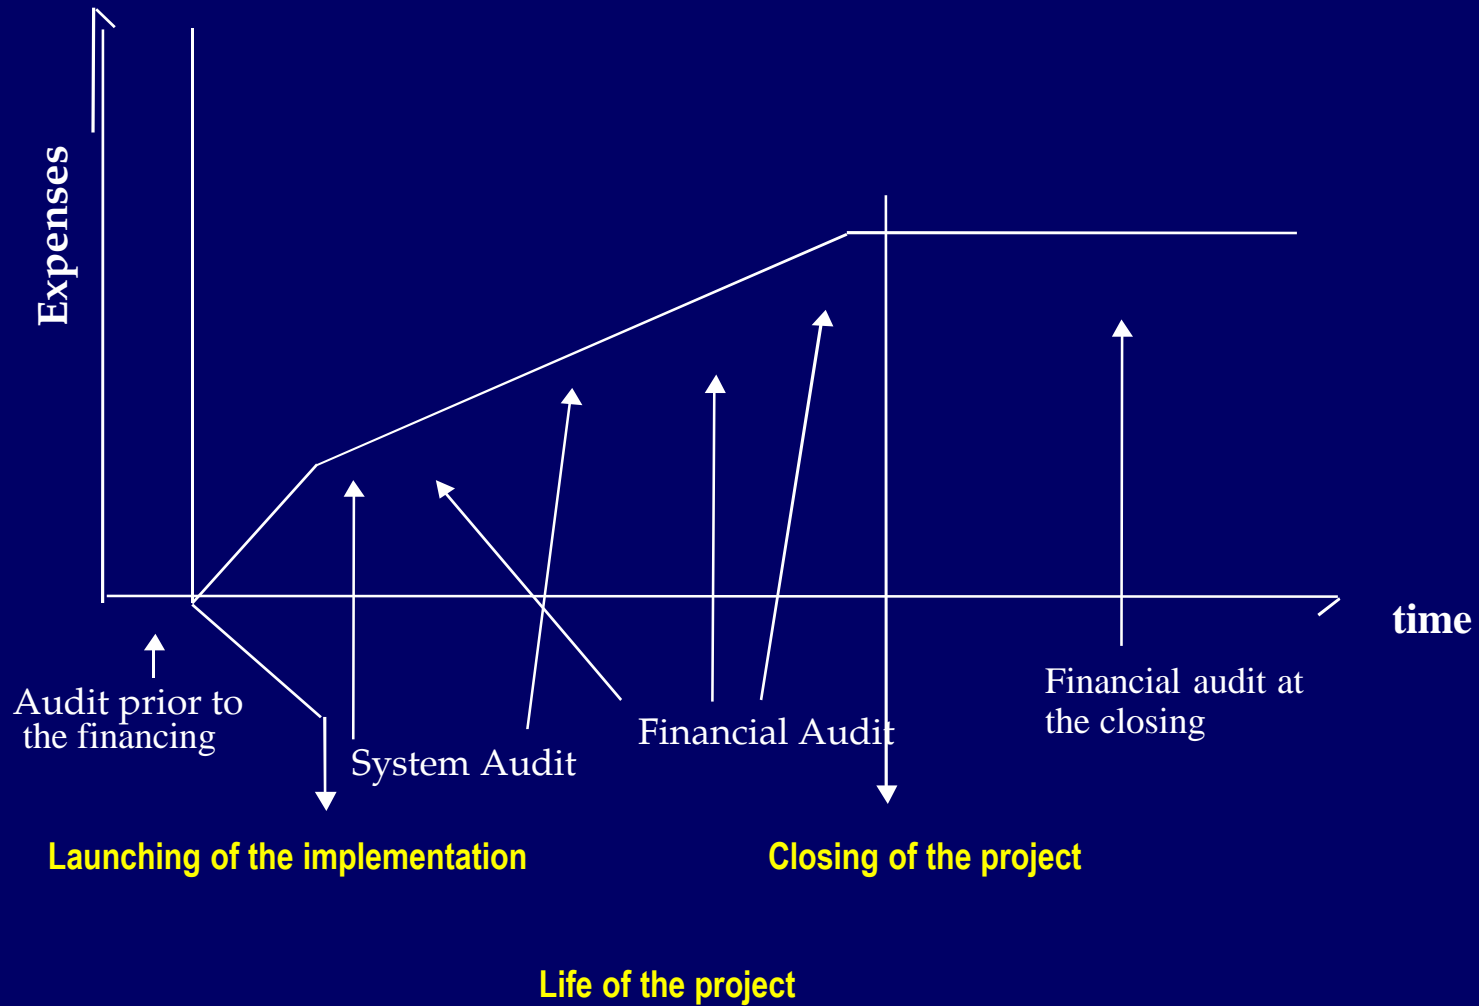 Expenses
time
Audit prior to
the financing
System Audit
Financial Audit
Financial audit at
the closing
Launching of the implementation
Closing of the project
Life of the project